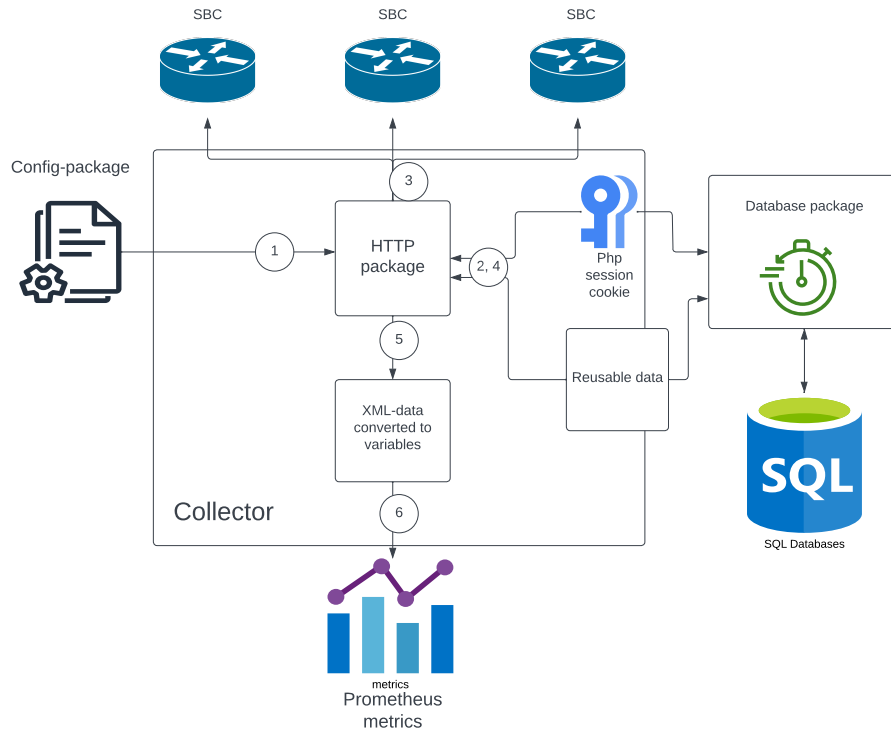 SBC
SBC
SBC
Config-package
3
Database package
1
HTTP
package
2, 4
Php
session
cookie
5
Reusable data
XML-data
converted to
variables
SQL
SQL Databases
Collector
6
metrics
Prometheus
metrics